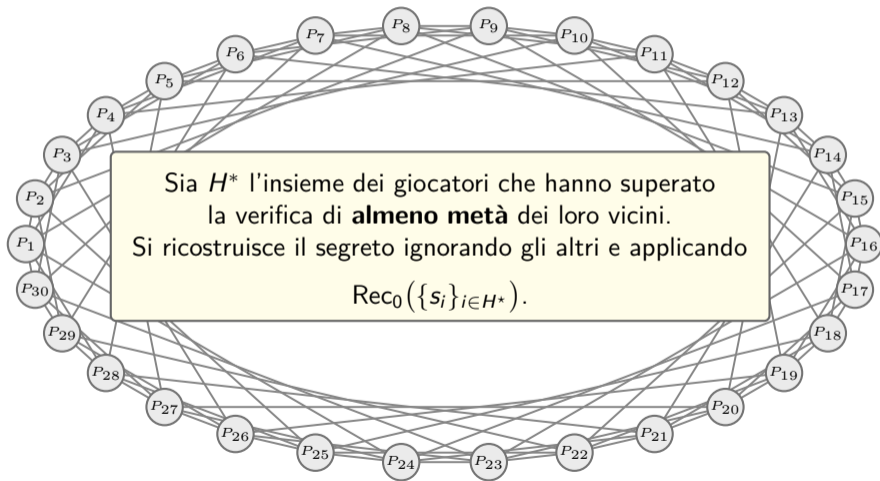 P8 P9
P7 P10
P6 P11
P5 P12
P4 P13
P3 P14
Sia H* l'insieme dei giocatori che hanno superato
P2 P15
la verifica di almeno metà dei loro vicini.
P1 Si ricostruisce il segreto ignorando gli altri e applicando P16
P30 P17
Rec₀({sᵢ}ᵢ∈H⋆).
P29 P18
P28 P19
P27 P20
P26 P21
P25 P22
P24 P23